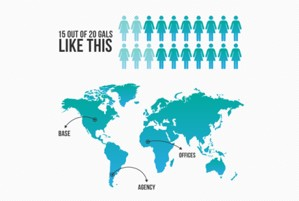 15 OUT OF 20 GALS
LIKE THIS
BASE
OFFICES
AGENCY